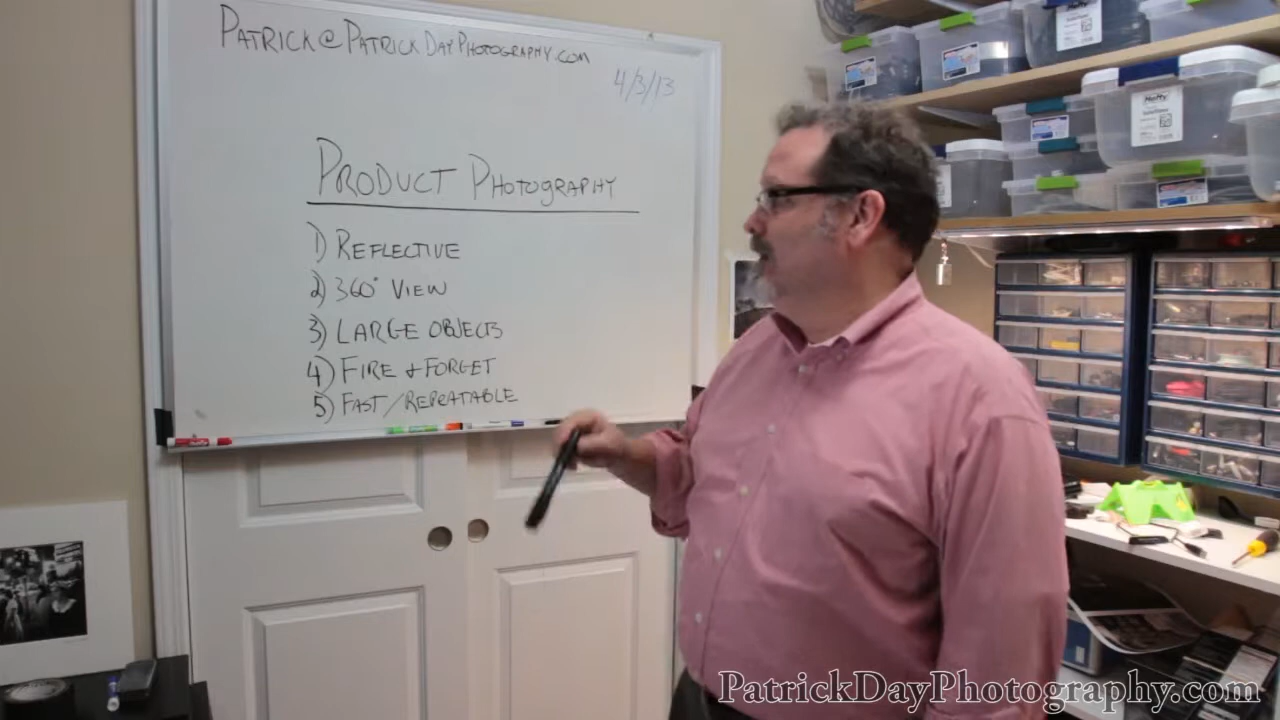 PATRICK@PATRICKDAYPHOTOGRAPHY.COM
4/3/13
PRODUCT PHOTOGRAPHY
1) REFLECTIVE
2) 360° VIEW
3) LARGE OBJECTS
4) FIRE & FORGET
5) FAST/REPEATABLE
Hefty
PatrickDayPhotography.com